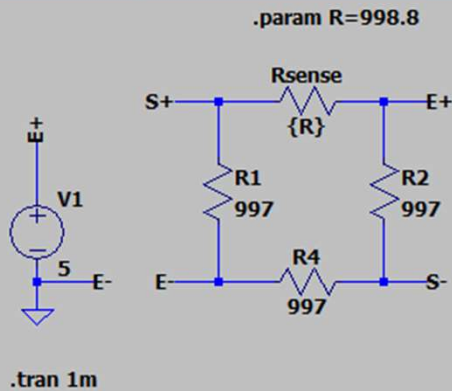 .param R=998.8
Rsense
S+
E+
{R}
E+
R1
R2
V1
997
997
5
R4
E-
E-
S-
997
.tran 1m